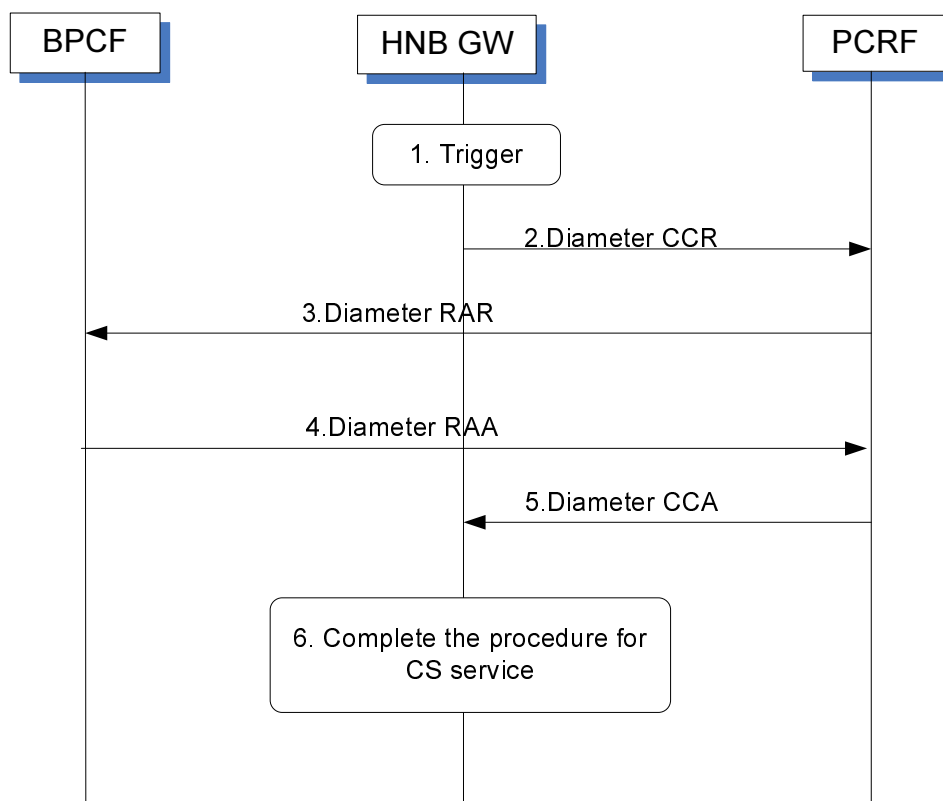 BPCF
HNB GW
PCRF
1. Trigger
2.Diameter CCR
3.Diameter RAR
4.Diameter RAA
5.Diameter CCA
6. Complete the procedure for
CS service